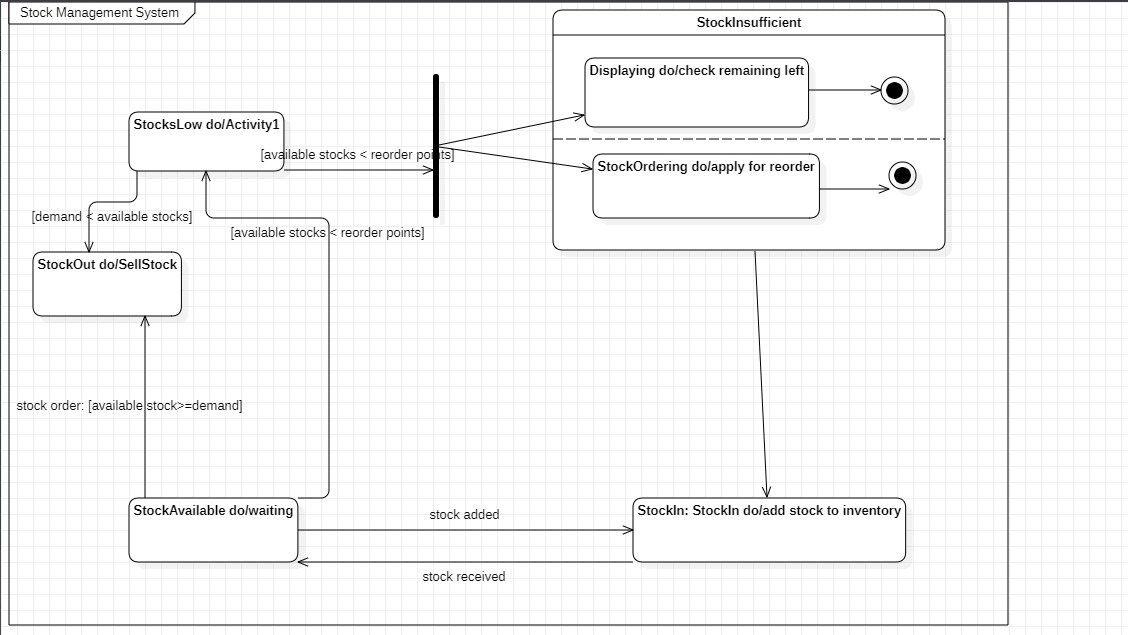 Stock Management System
StockInsufficient
Displaying do/check remaining left
StocksLow do/Activity1
[available stocks < reorder points]
StockOrdering do/apply for reorder
[demand < available stocks]
[available stocks < reorder points]
StockOut do/SellStock
stock order: [available stock>=demand]
StockAvailable do/waiting
stock added
StockIn: StockIn do/add stock to inventory
stock received